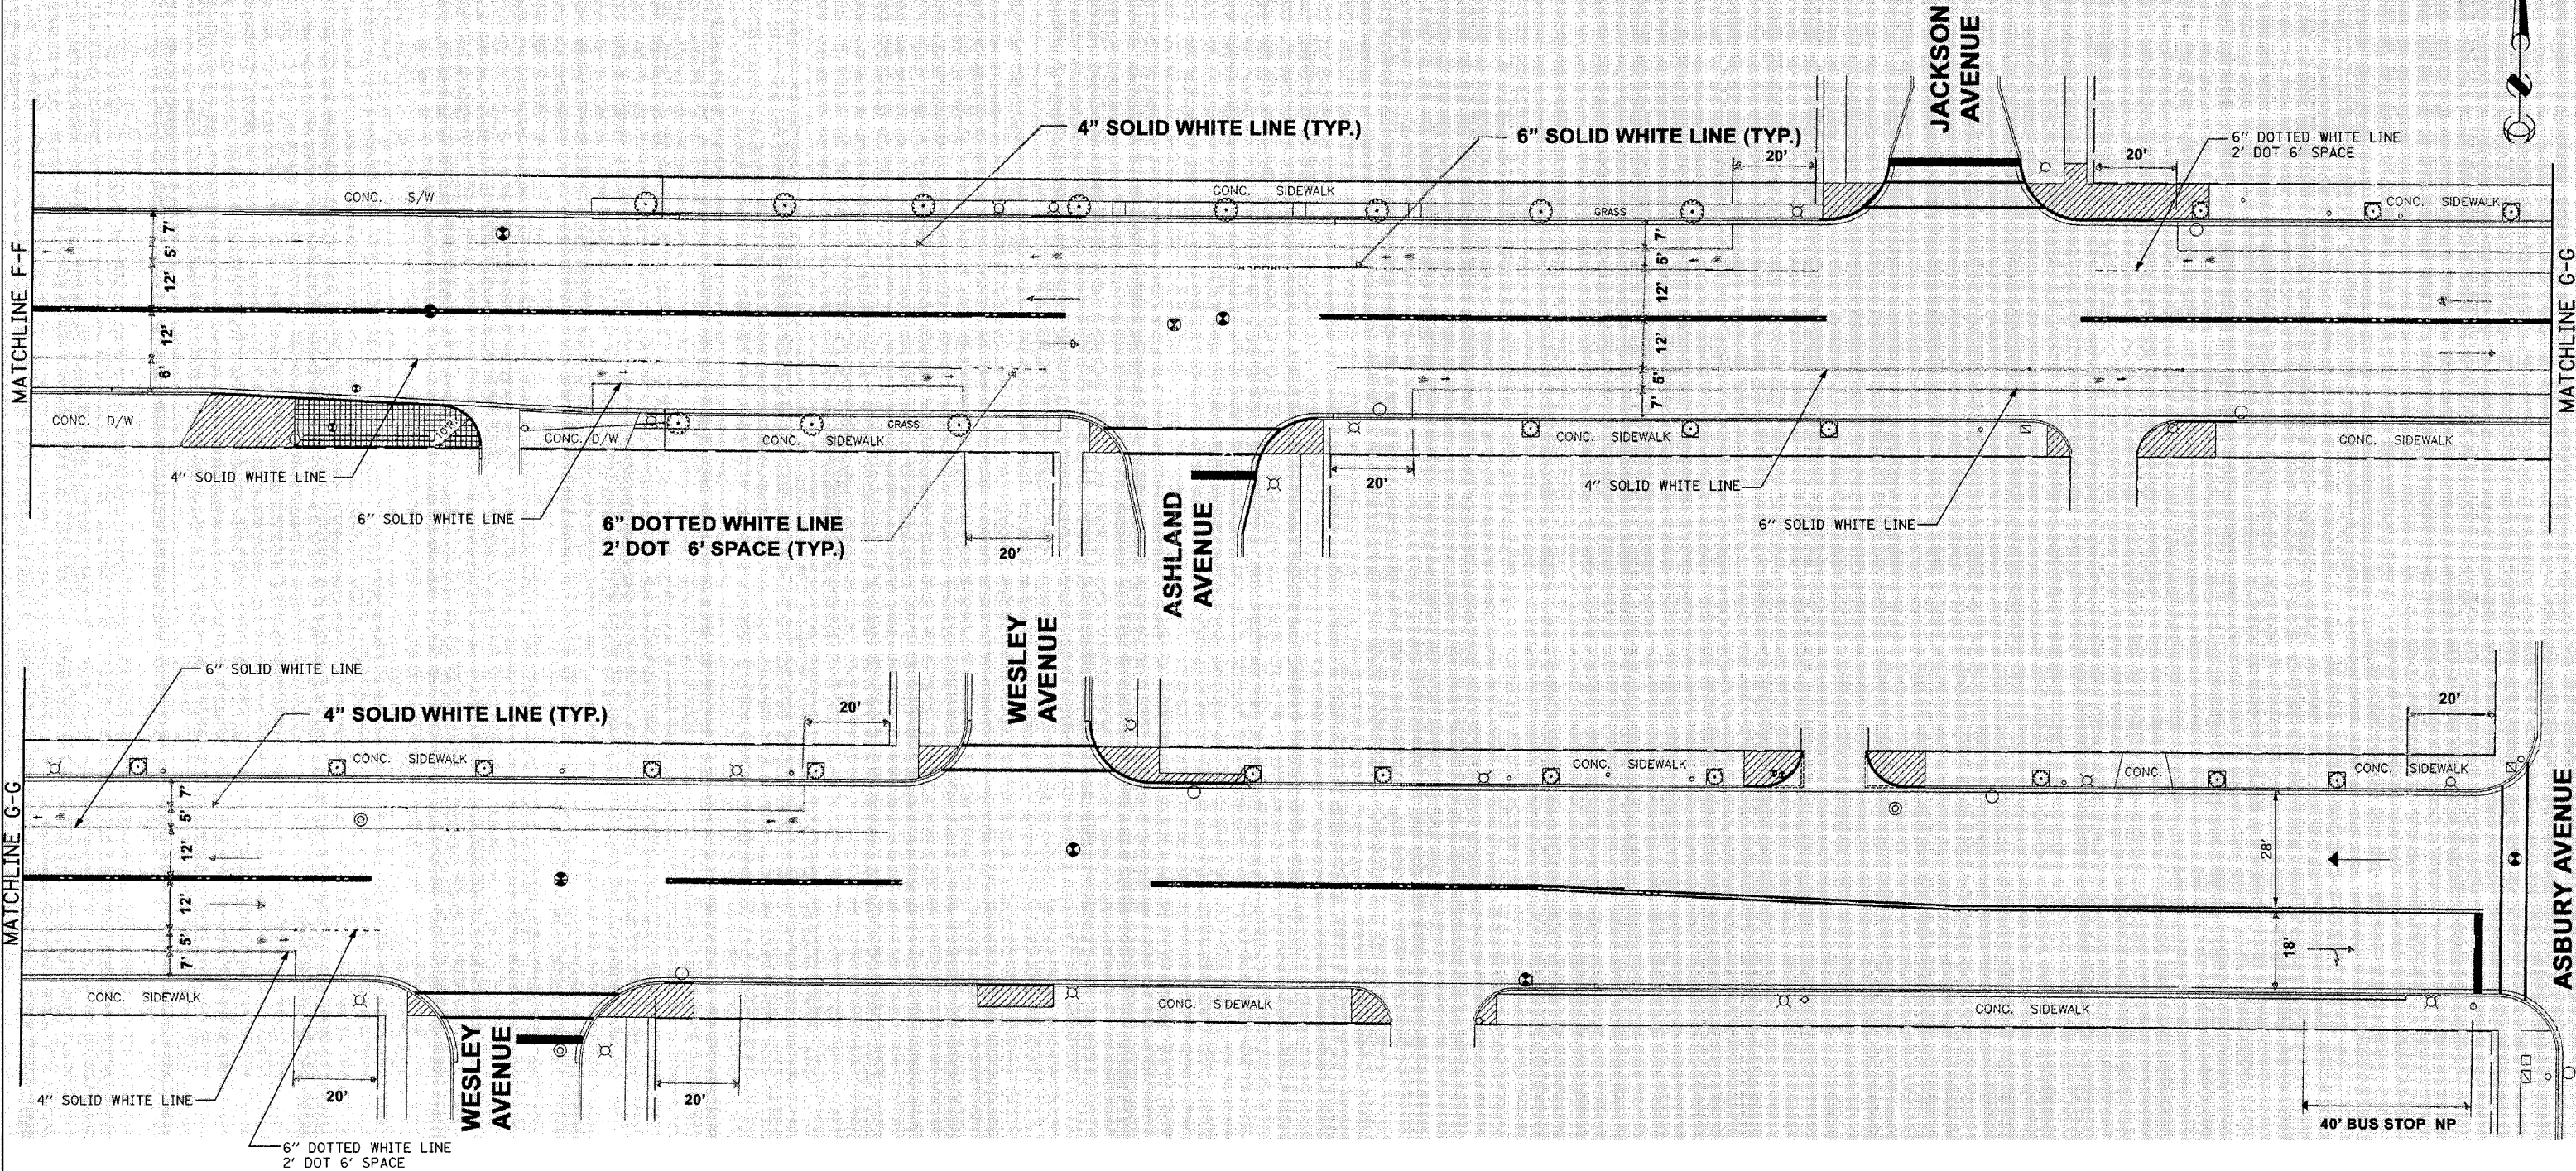 JACKSON
AVENUE
4" SOLID WHITE LINE (TYP.)
6" SOLID WHITE LINE (TYP.)
20'
20'
6" DOTTED WHITE LINE
2' DOT 6' SPACE
CONC. S/W
CONC. SIDEWALK
GRASS
CONC. SIDEWALK
MATCHLINE F-F
7'
5'
12'
12'
6'
7'
5'
12'
12'
5'
7'
MATCHLINE G-G
CONC. D/W
CONC. D/W
CONC. SIDEWALK
GRASS
CONC. SIDEWALK
CONC. SIDEWALK
4" SOLID WHITE LINE
6" SOLID WHITE LINE
6" DOTTED WHITE LINE
2' DOT 6' SPACE (TYP.)
20'
ASHLAND
AVENUE
20'
4" SOLID WHITE LINE
6" SOLID WHITE LINE
WESLEY
AVENUE
6" SOLID WHITE LINE
4" SOLID WHITE LINE (TYP.)
20'
20'
CONC. SIDEWALK
CONC. SIDEWALK
CONC.
CONC. SIDEWALK
MATCHLINE G-G
7'
5'
12'
12'
5'
7'
28'
18'
ASBURY AVENUE
CONC. SIDEWALK
CONC. SIDEWALK
CONC. SIDEWALK
WESLEY
AVENUE
4" SOLID WHITE LINE
20'
20'
6" DOTTED WHITE LINE
2' DOT 6' SPACE
40' BUS STOP NP